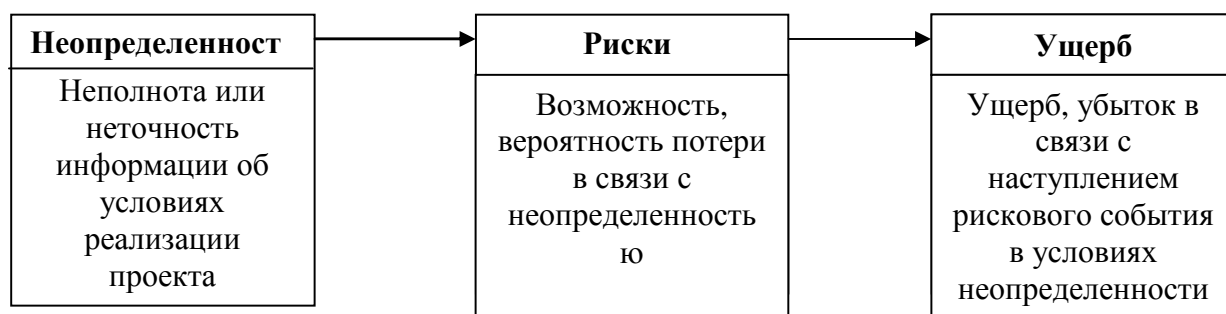 Неопределенност
Неполнота или
неточность
информации об
условиях
реализации
проекта
Риски
Возможность,
вероятность потери
в связи с
неопределенность
ю
Ущерб
Ущерб, убыток в
связи с
наступлением
рискового события
в условиях
неопределенности